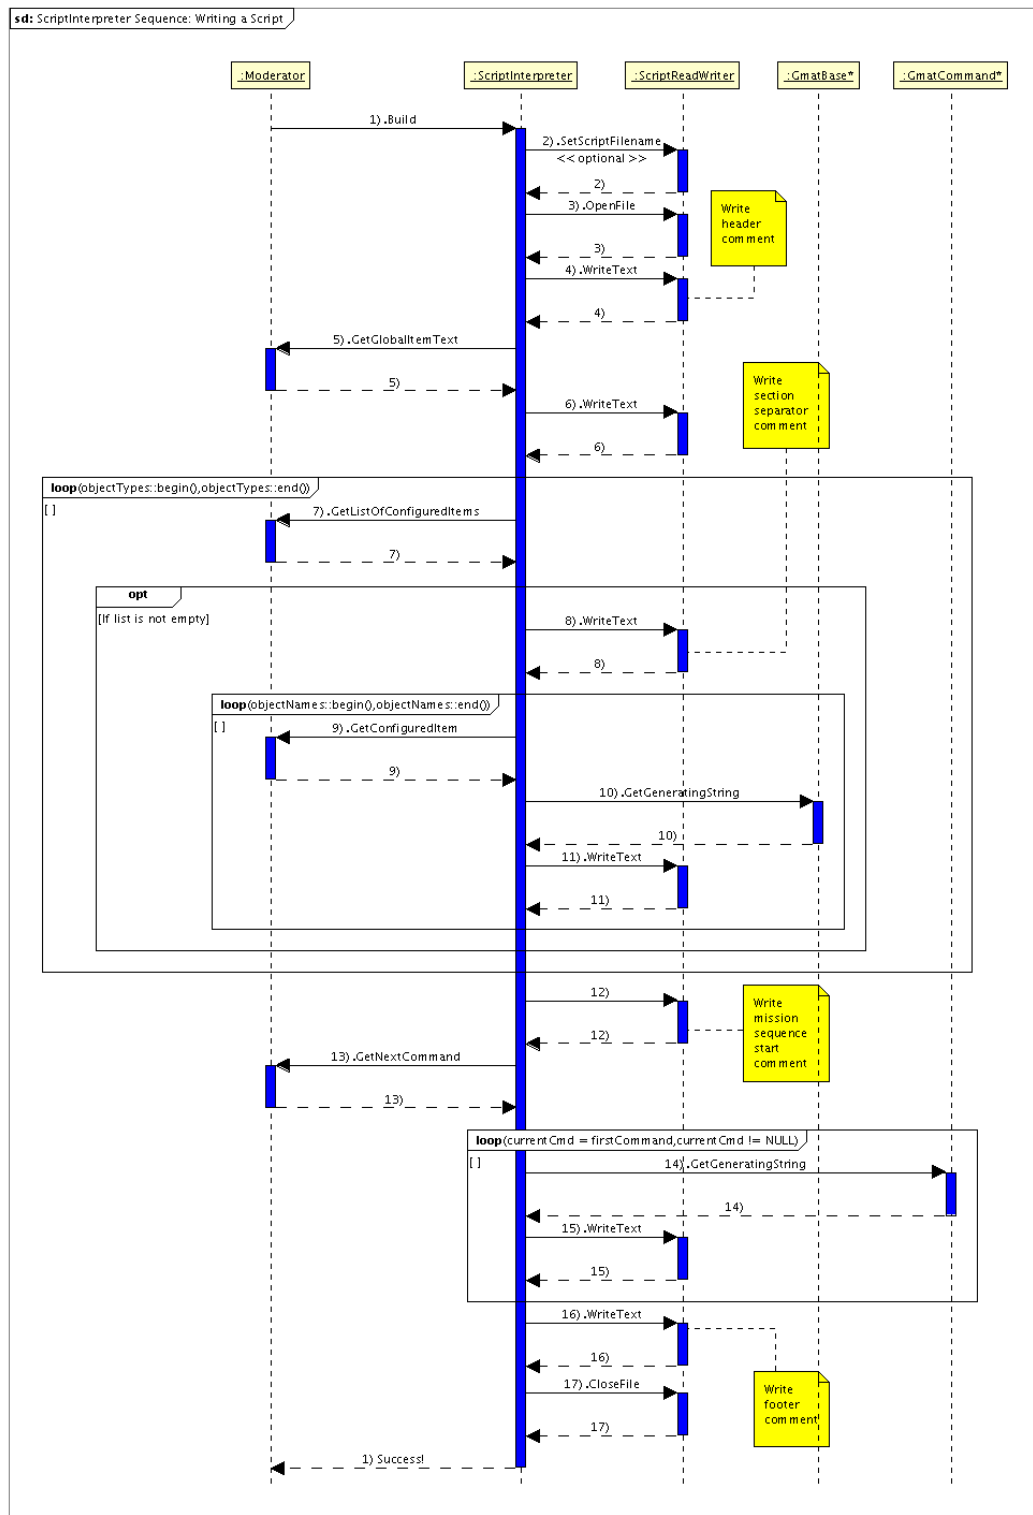 sd: ScriptInterpreter Sequence: Writing a Script
:Moderator
:ScriptInterpreter
:ScriptReadWriter
:GmatBase*
:GmatCommand*
1).Build
2).SetScriptFilename
<< optional >>
2)
3).OpenFile
Write
header
comment
3)
4).WriteText
4)
5).GetGlobalItemText
5)
Write
section
separator
comment
6).WriteText
6)
loop(objectTypes::begin(),objectTypes::end())
[ ]
7).GetListOfConfiguredItems
7)
opt
[If list is not empty]
8).WriteText
8)
loop(objectNames::begin(),objectNames::end())
[ ]
9).GetConfiguredItem
9)
10).GetGeneratingString
10)
11).WriteText
11)
12)
Write
mission
sequence
start
comment
12)
13).GetNextCommand
13)
loop(currentCmd = firstCommand,currentCmd != NULL)
[ ]
14).GetGeneratingString
14)
15).WriteText
15)
16).WriteText
16)
17).CloseFile
Write
footer
comment
17)
1) Success!